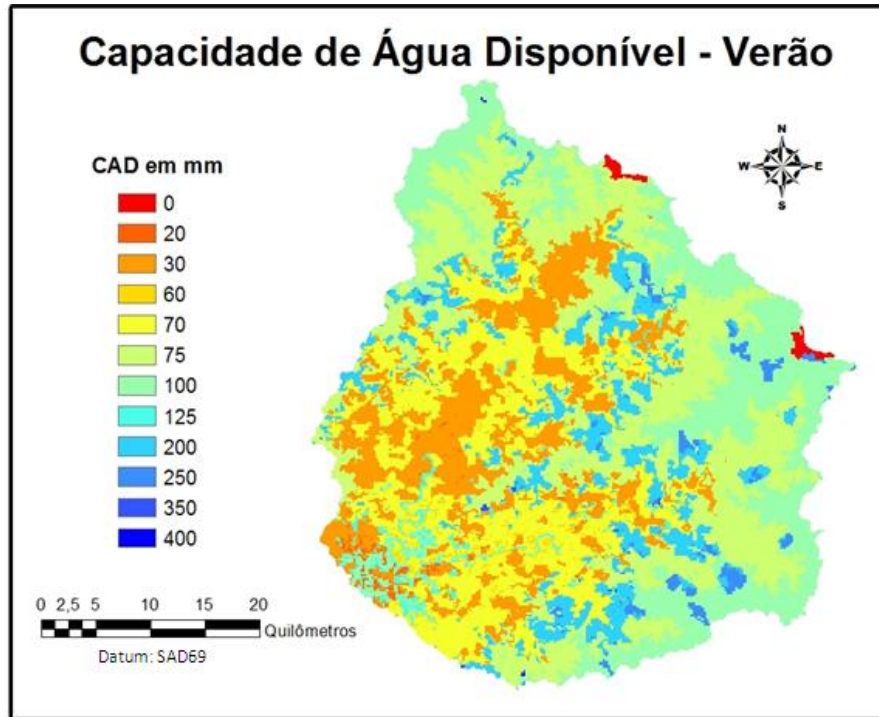 Capacidade de Água Disponível - Verão
CAD em mm
0
20
30
60
70
75
100
125
200
250
350
400
N
W E
S
0 2,5 5 10 15 20
Quilômetros
Datum: SAD69